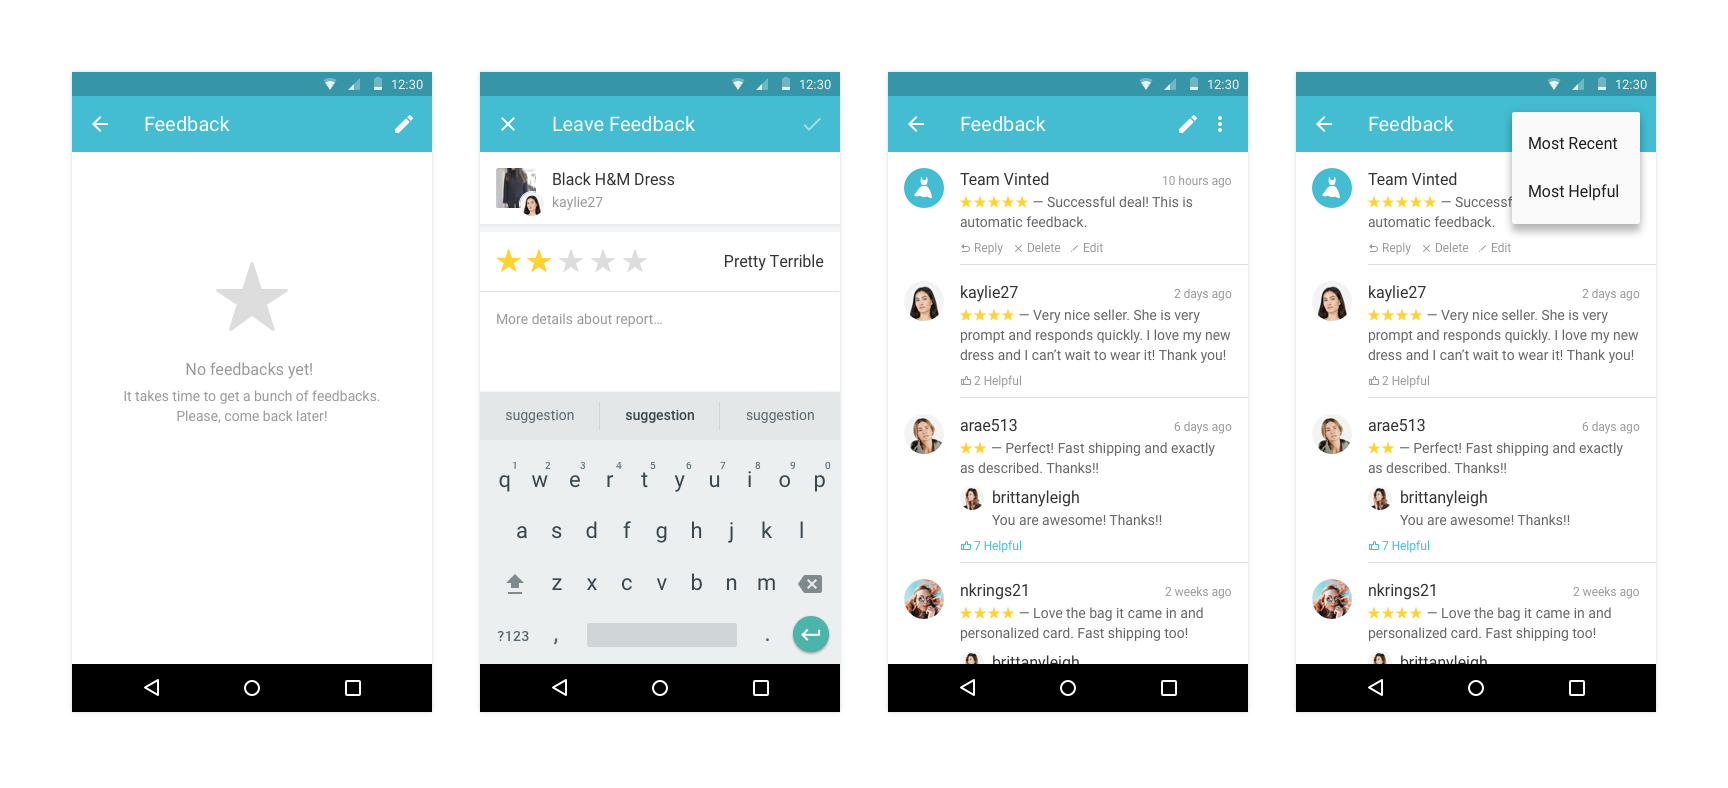 12:30
Feedback
No feedbacks yet!
It takes time to get a bunch of feedbacks.
Please, come back later!
12:30
Leave Feedback
Black H&M Dress
kaylie27
Pretty Terrible
More details about report...
suggestion suggestion suggestion
1 2 3 4 5 6 7 8 9 0
q w e r t y u i o p
a s d f g h j k l
z x c v b n m
?123 , .
12:30
Feedback
Team Vinted 10 hours ago
— Successful deal! This is
automatic feedback.
Reply Delete Edit
kaylie27 2 days ago
— Very nice seller. She is very
prompt and responds quickly. I love my new
dress and I can't wait to wear it! Thank you!
2 Helpful
arae513 6 days ago
— Perfect! Fast shipping and exactly
as described. Thanks!!
brittanyleigh
You are awesome! Thanks!!
7 Helpful
nkrings21 2 weeks ago
— Love the bag it came in and
personalized card. Fast shipping too!
brittanyleigh
12:30
Feedback
Most Recent
Most Helpful
Team Vinted
— Successf
automatic feedback.
Reply Delete Edit
kaylie27 2 days ago
— Very nice seller. She is very
prompt and responds quickly. I love my new
dress and I can't wait to wear it! Thank you!
2 Helpful
arae513 6 days ago
— Perfect! Fast shipping and exactly
as described. Thanks!!
brittanyleigh
You are awesome! Thanks!!
7 Helpful
nkrings21 2 weeks ago
— Love the bag it came in and
personalized card. Fast shipping too!
brittanyleigh